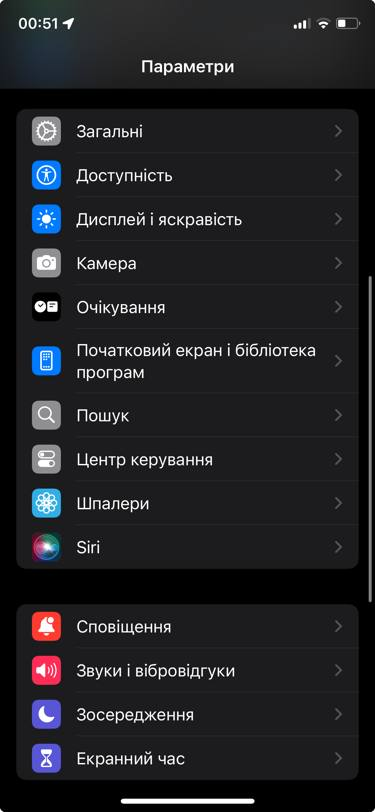 00:51
Параметри
Загальні
Доступність
Дисплей і яскравість
Камера
Очікування
Початковий екран і бібліотека
програм
Пошук
Центр керування
Шпалери
Siri
Сповіщення
Звуки і вібровідгуки
Зосередження
Екранний час